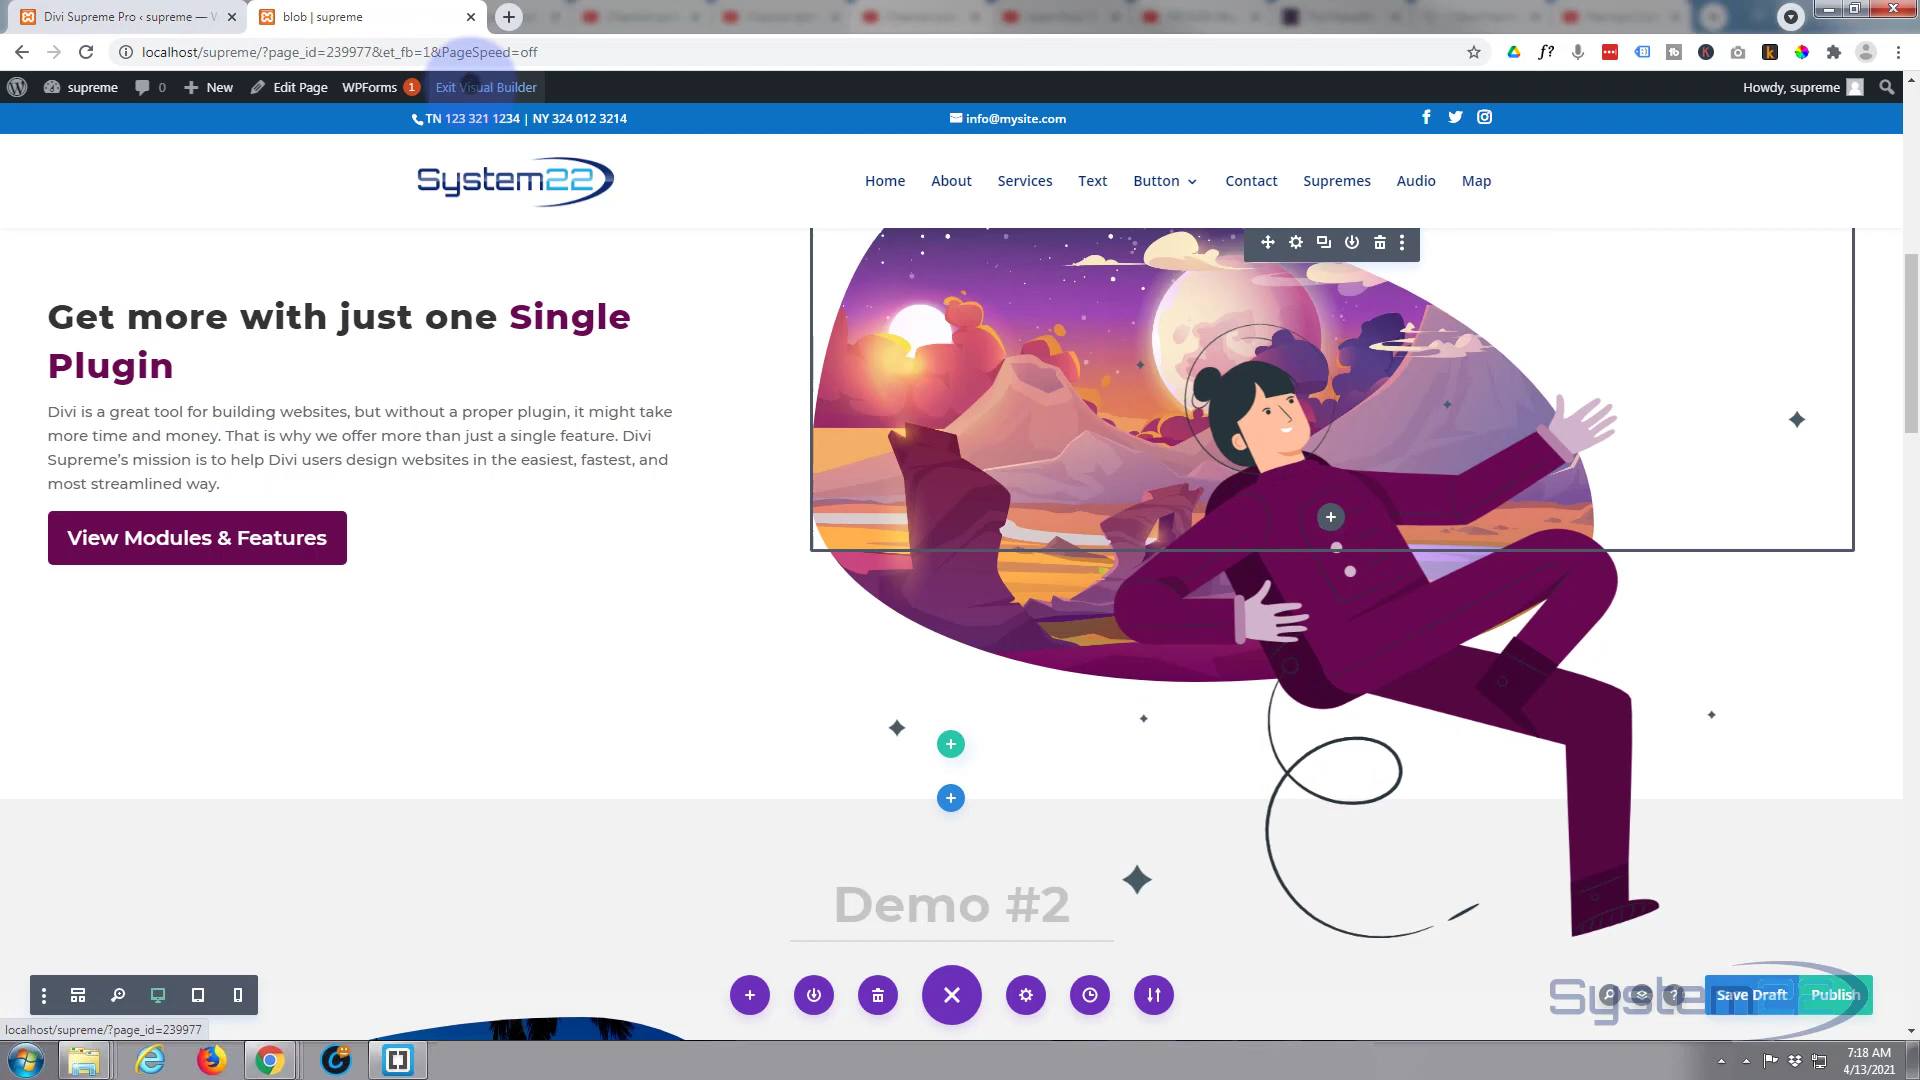 Divi Supreme Pro ‹ supreme — W
blob | supreme
localhost/supreme/?page_id=239977&et_fb=1&PageSpeed=off
supreme
0
New
Edit Page
WPForms 1
Exit Visual Builder
Howdy, supreme
TN 123 321 1234 | NY 324 012 3214
info@mysite.com
System22
Home
About
Services
Text
Button
Contact
Supremes
Audio
Map
Get more with just one Single
Plugin
Divi is a great tool for building websites, but without a proper plugin, it might take
more time and money. That is why we offer more than just a single feature. Divi
Supreme’s mission is to help Divi users design websites in the easiest, fastest, and
most streamlined way.
View Modules & Features
Demo #2
System22
Save Draft
Publish
localhost/supreme/?page_id=239977
7:18 AM
4/13/2021